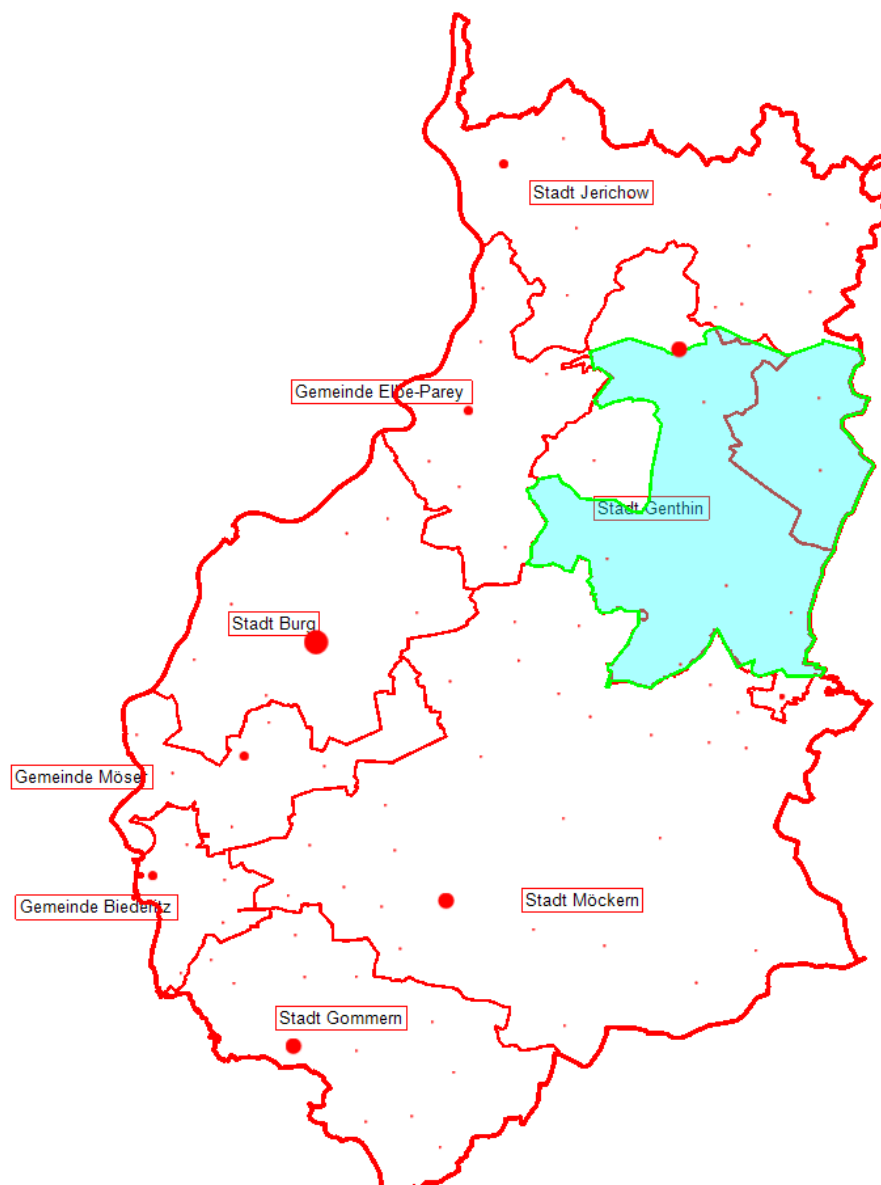 Stadt Jerichow
Gemeinde Elbe-Parey
Stadt Genthin
Stadt Burg
Gemeinde Möser
Stadt Möckern
Gemeinde Biederitz
Stadt Gommern